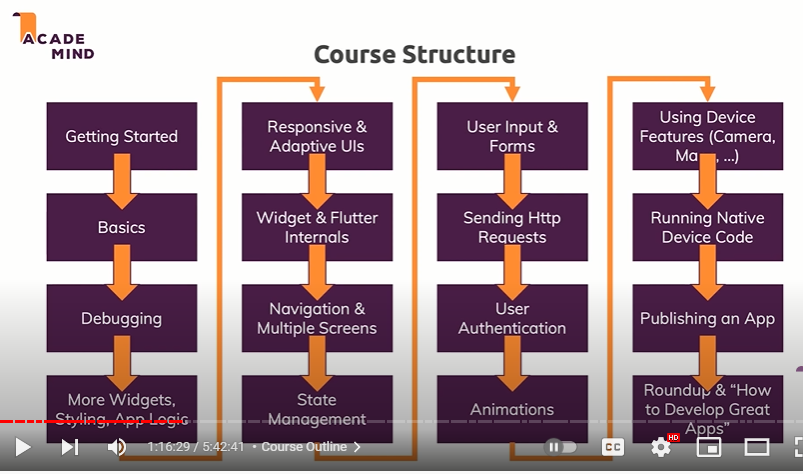 ACADE
MIND
Course Structure
Getting Started
Basics
Debugging
More Widgets,
Styling, App Logic
Responsive &
Adaptive UIs
Widget & Flutter
Internals
Navigation &
Multiple Screens
State
Management
User Input &
Forms
Sending Http
Requests
User
Authentication
Animations
Using Device
Features (Camera,
...)
Running Native
Device Code
Publishing an App
Roundup & “How
to Develop Great
Apps”
1:16:29 / 5:42:41 • Course Outline
CC
HD